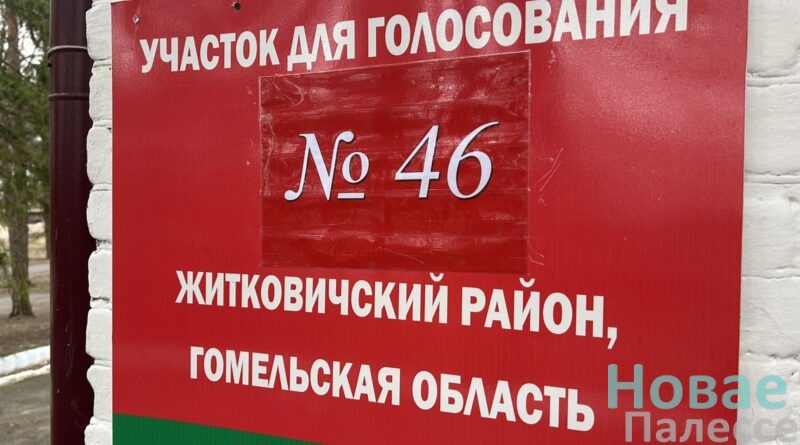 УЧАСТОК ДЛЯ ГОЛОСОВАНИЯ
№ 46
ЖИТКОВИЧСКИЙ РАЙОН,
ГОМЕЛЬСКАЯ ОБЛАСТЬ
Новае
Палессе